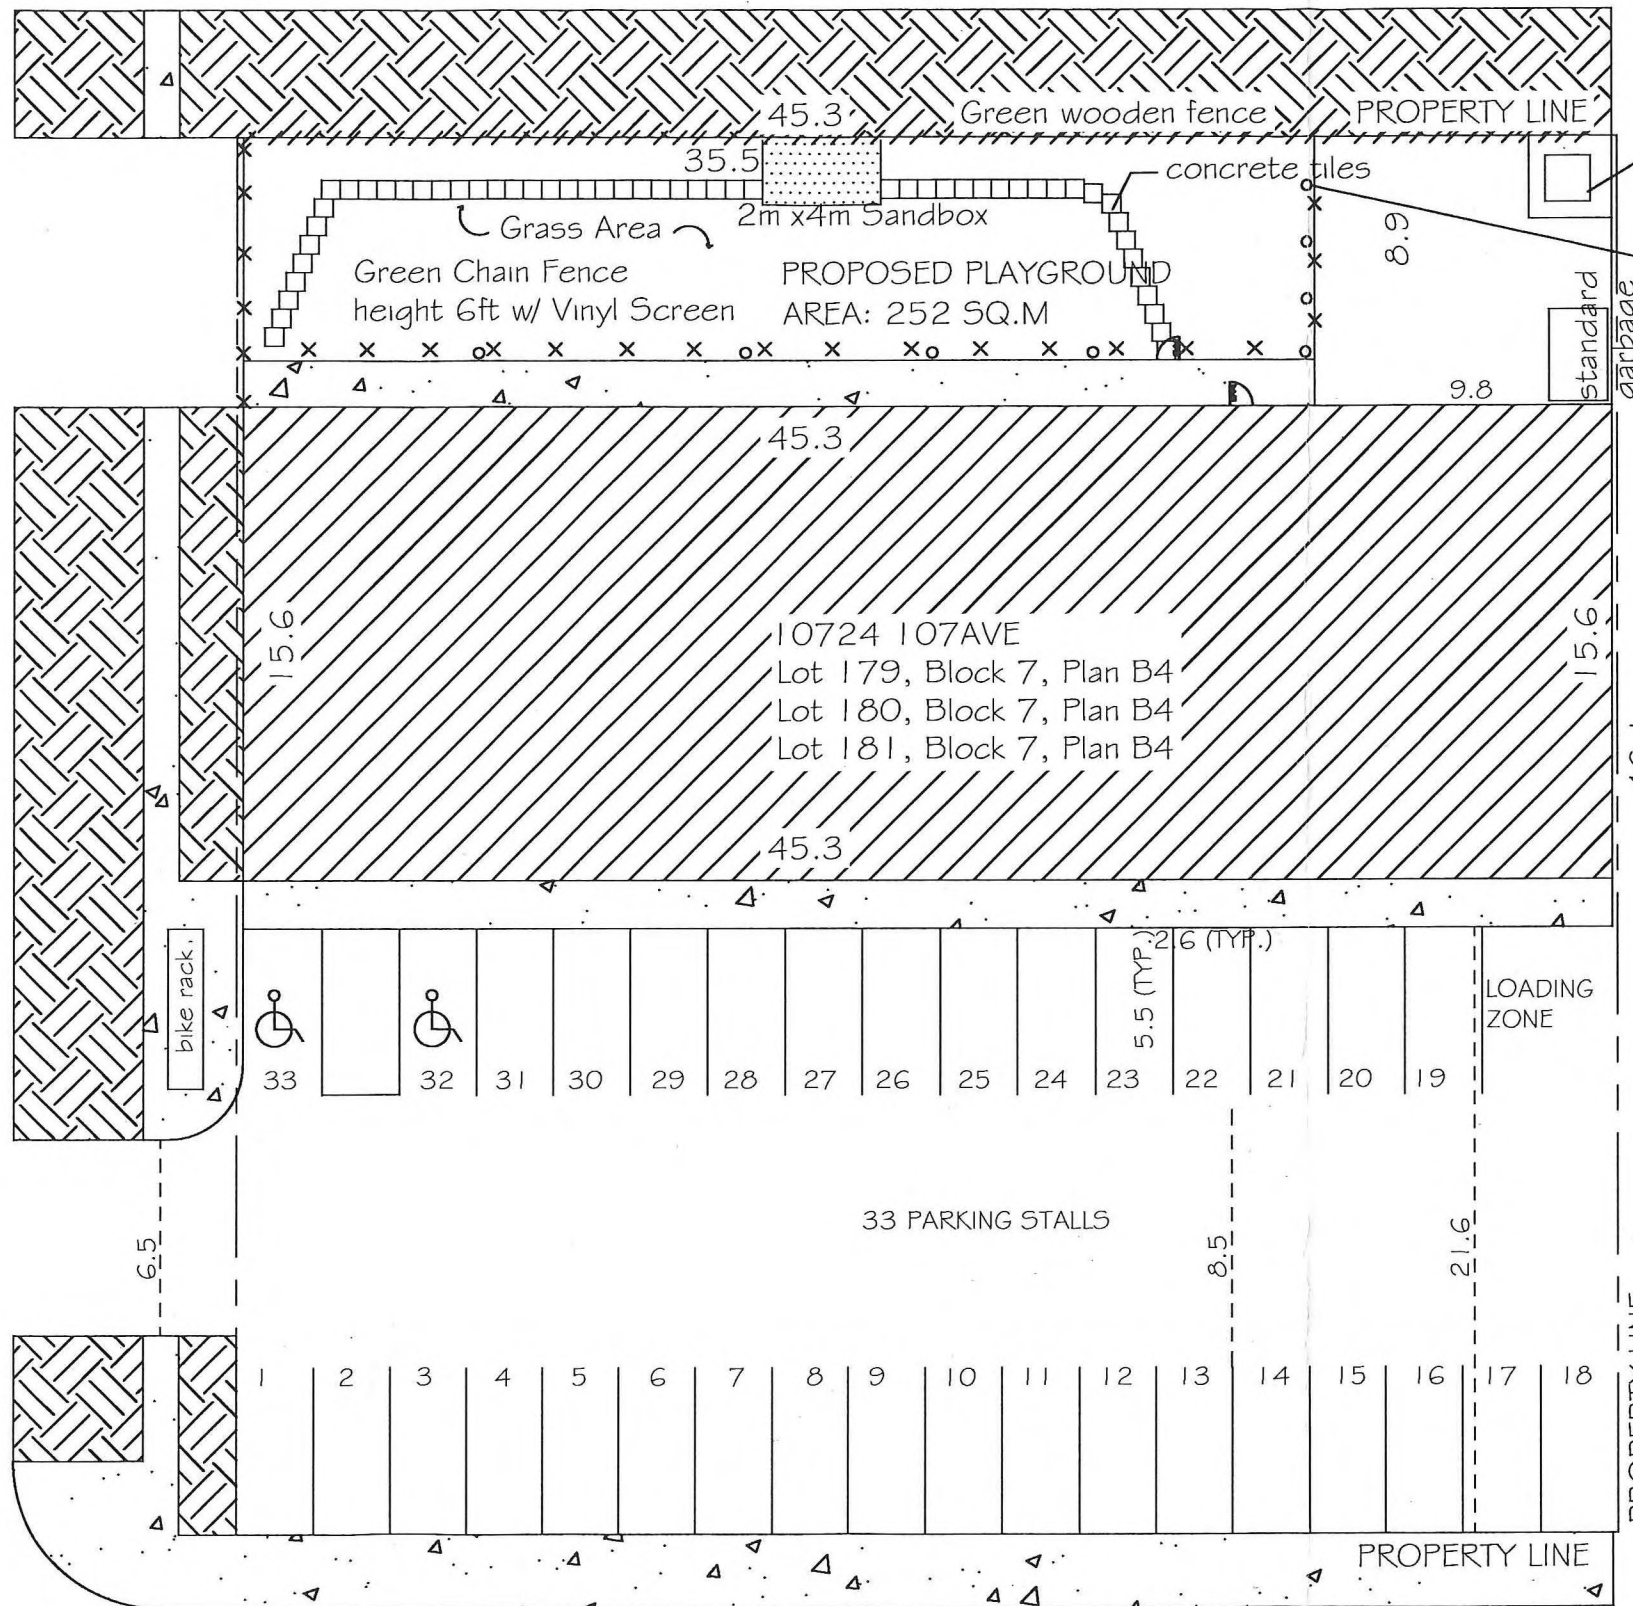 45.3
Green wooden fence
PROPERTY LINE
35.5
concrete tiles
2m x4m Sandbox
Grass Area
8.9
Green Chain Fence
height 6ft w/ Vinyl Screen
PROPOSED PLAYGROUND
AREA: 252 SQ.M
standard
garbage
9.8
45.3
15.6
10724 107AVE
Lot 179, Block 7, Plan B4
Lot 180, Block 7, Plan B4
Lot 181, Block 7, Plan B4
15.6
45.3
bike rack.
5.5 (TYP.)
2.6 (TYP.)
LOADING
ZONE
33 32 31 30 29 28 27 26 25 24 23 22 21 20 19
33 PARKING STALLS
6.5
8.5
21.6
PROPERTY LINE
1 2 3 4 5 6 7 8 9 10 11 12 13 14 15 16 17 18
PROPERTY LINE